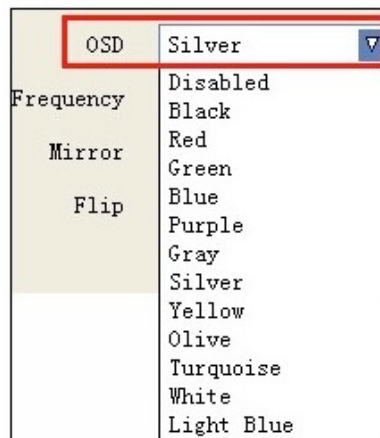 OSD Silver
Disabled
Frequency
Black
Red
Mirror
Green
Blue
Flip
Purple
Gray
Silver
Yellow
Olive
Turquoise
White
Light Blue